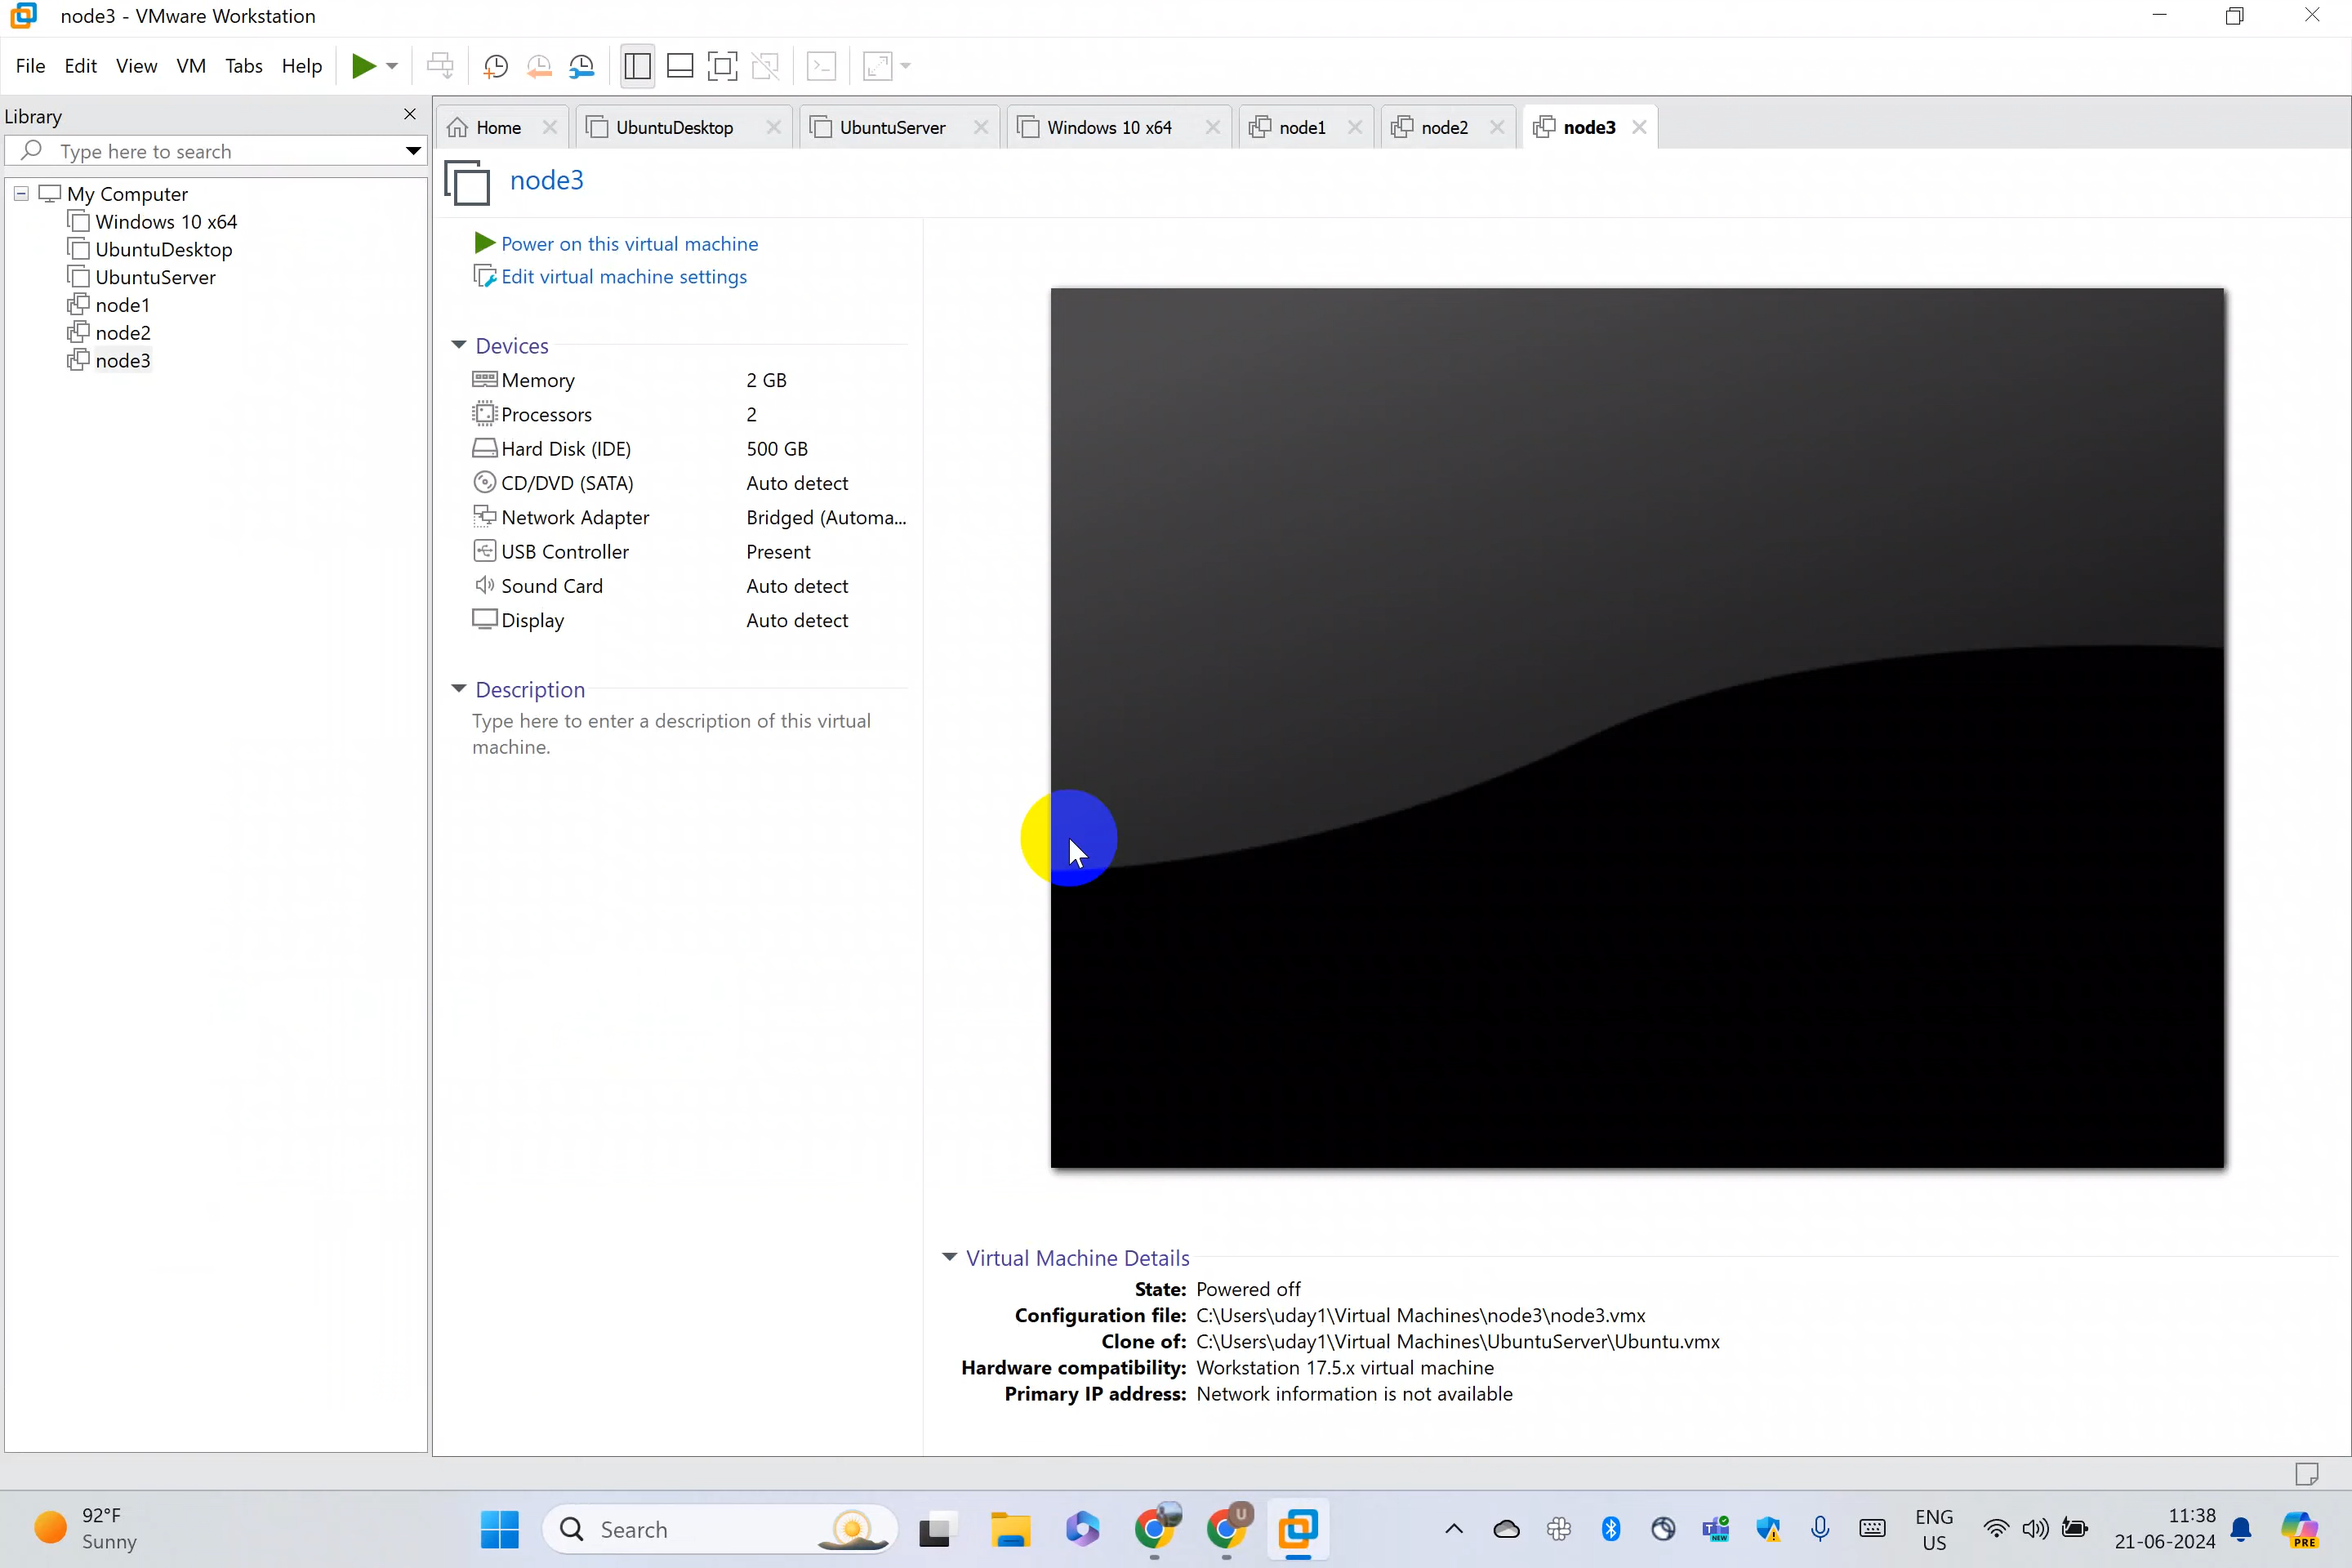 node3 - VMware Workstation
File Edit View VM Tabs Help
Library
Type here to search
My Computer
Windows 10 x64
UbuntuDesktop
UbuntuServer
node1
node2
node3
Home UbuntuDesktop UbuntuServer Windows 10 x64 node1 node2 node3
node3
Power on this virtual machine
Edit virtual machine settings
Devices
Memory 2 GB
Processors 2
Hard Disk (IDE) 500 GB
CD/DVD (SATA) Auto detect
Network Adapter Bridged (Automa...
USB Controller Present
Sound Card Auto detect
Display Auto detect
Description
Type here to enter a description of this virtual
machine.
Virtual Machine Details
State: Powered off
Configuration file: C:\Users\uday1\Virtual Machines\node3\node3.vmx
Clone of: C:\Users\uday1\Virtual Machines\UbuntuServer\Ubuntu.vmx
Hardware compatibility: Workstation 17.5.x virtual machine
Primary IP address: Network information is not available
92°F
Sunny
Search
U
NEW
ENG
US
11:38
21-06-2024
PRE